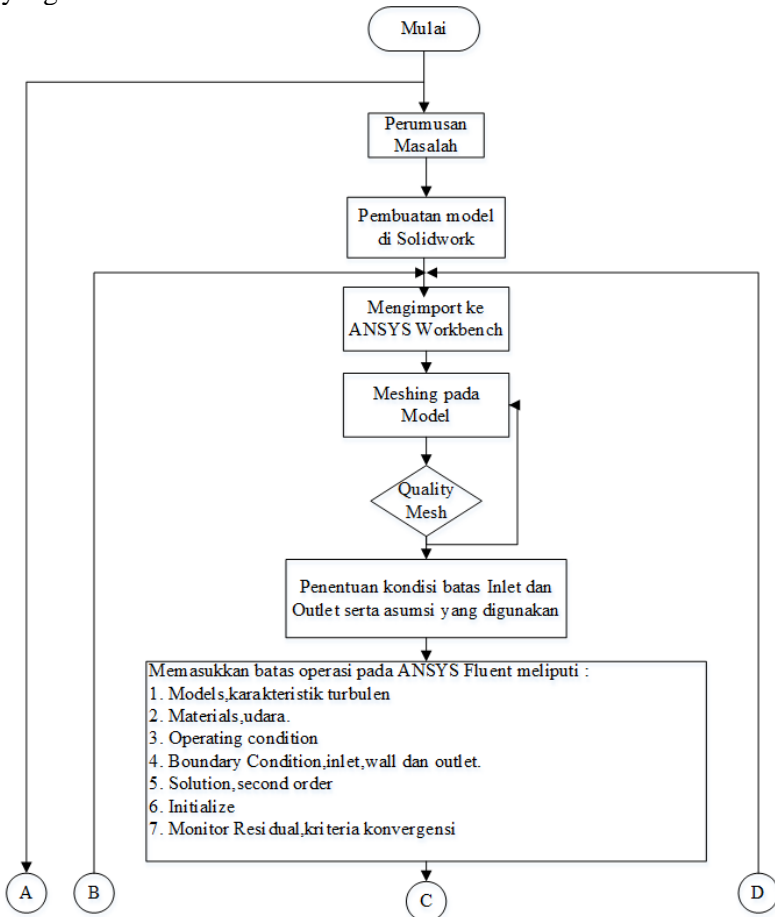 Mulai
Perumusan
Masalah
Pembuatan model
di Solidwork
Mengimport ke
ANSYS Workbench
Meshing pada
Model
Quality
Mesh
Penentuan kondisi batas Inlet dan
Outlet serta asumsi yang digunakan
Memasukkan batas operasi pada ANSYS Fluent meliputi :
1. Models,karakteristik turbulen
2. Materials,udara.
3. Operating condition
4. Boundary Condition,inlet,wall dan outlet.
5. Solution,second order
6. Initialize
7. Monitor Residual,kriteria konvergensi
A
B
C
D